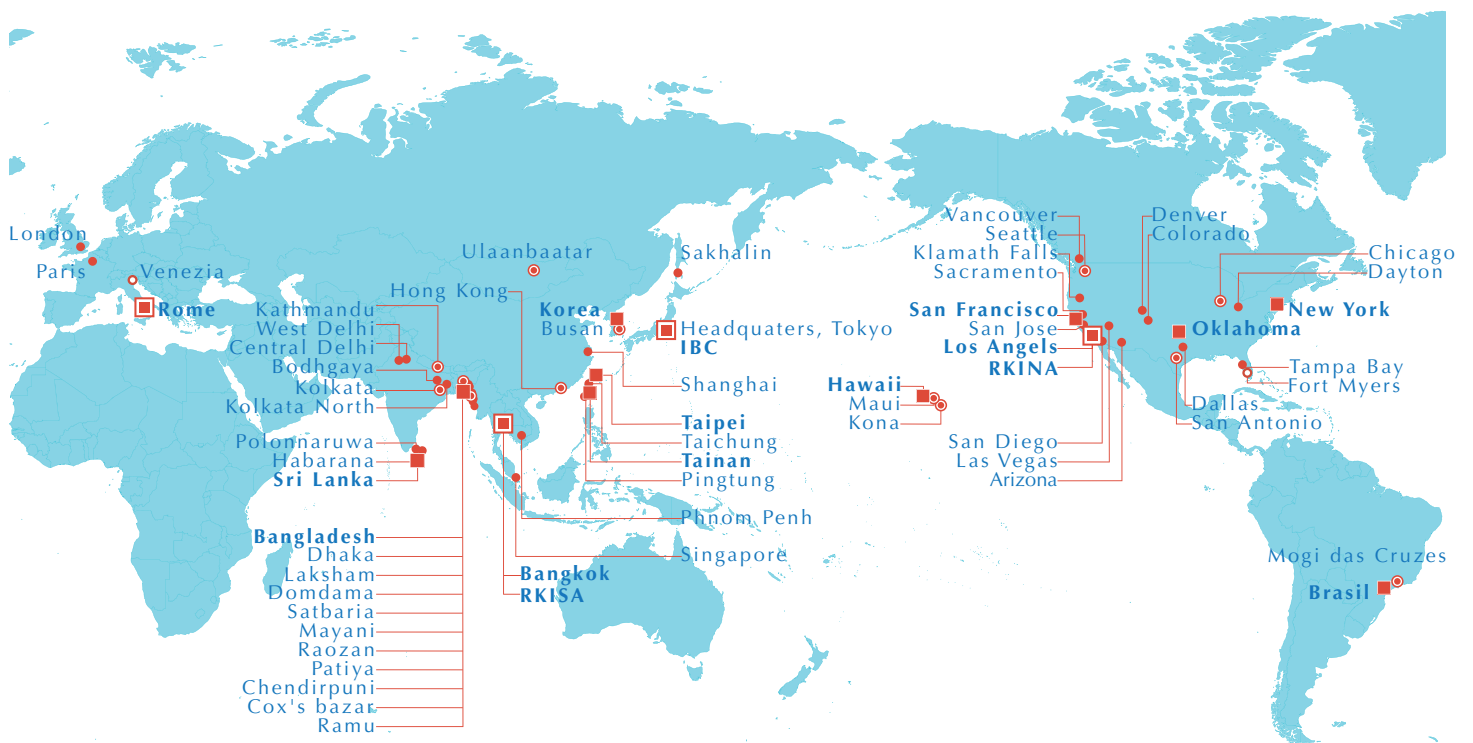 London
Paris
Venezia
Rome
Ulaanbaatar
Sakhalin
Hong Kong
Kathmandu
West Delhi
Central Delhi
Bodhgaya
Kolkata
Kolkata North
Korea
Busan
Headquaters, Tokyo
IBC
Shanghai
Taipei
Taichung
Tainan
Pingtung
Phnom Penh
Singapore
Polonnaruwa
Habarana
Sri Lanka
Bangladesh
Dhaka
Laksham
Domdama
Satbaria
Mayani
Raozan
Patiya
Chendirpuni
Cox's bazar
Ramu
Bangkok
RKISA
Hawaii
Maui
Kona
Vancouver
Seattle
Klamath Falls
Sacramento
San Francisco
San Jose
Los Angels
RKINA
San Diego
Las Vegas
Arizona
Denver
Colorado
Chicago
Dayton
New York
Oklahoma
Tampa Bay
Fort Myers
Dallas
San Antonio
Mogi das Cruzes
Brasil